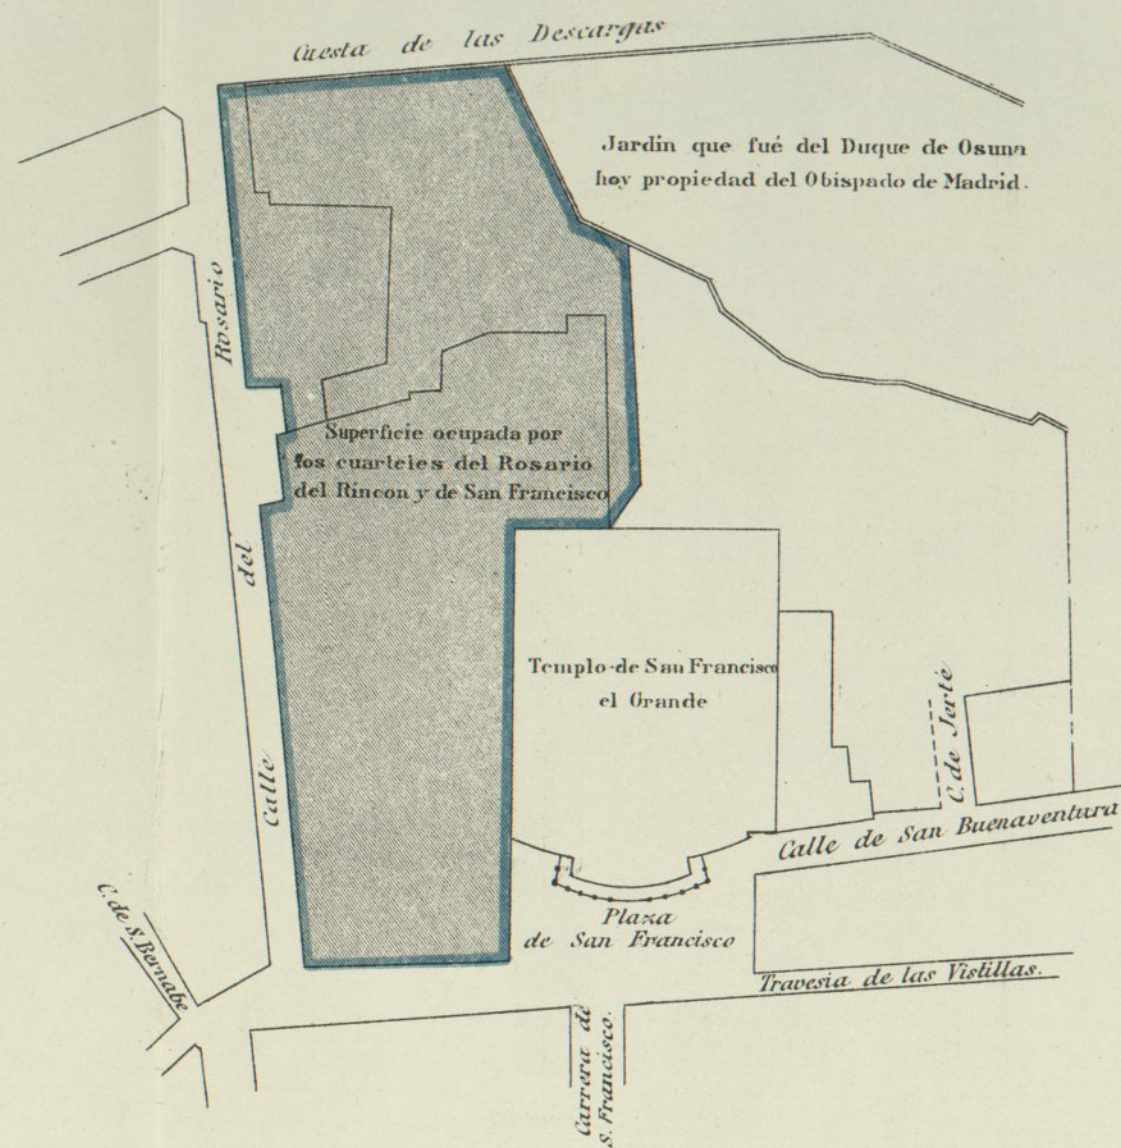 Cuesta de las Descargas
Jardin que fué del Duque de Osuna
hoy propiedad del Obispado de Madrid.
Superficie ocupada por
los cuarteles del Rosario
del Rincon y de San Francisco
Calle del Rosario
Templo de San Francisco
el Grande
C. de Jerte
Calle de San Buenaventura
Plaza
de San Francisco
Travesia de las Vistillas.
C. de S. Bernabe
Carrera de
S. Francisco.